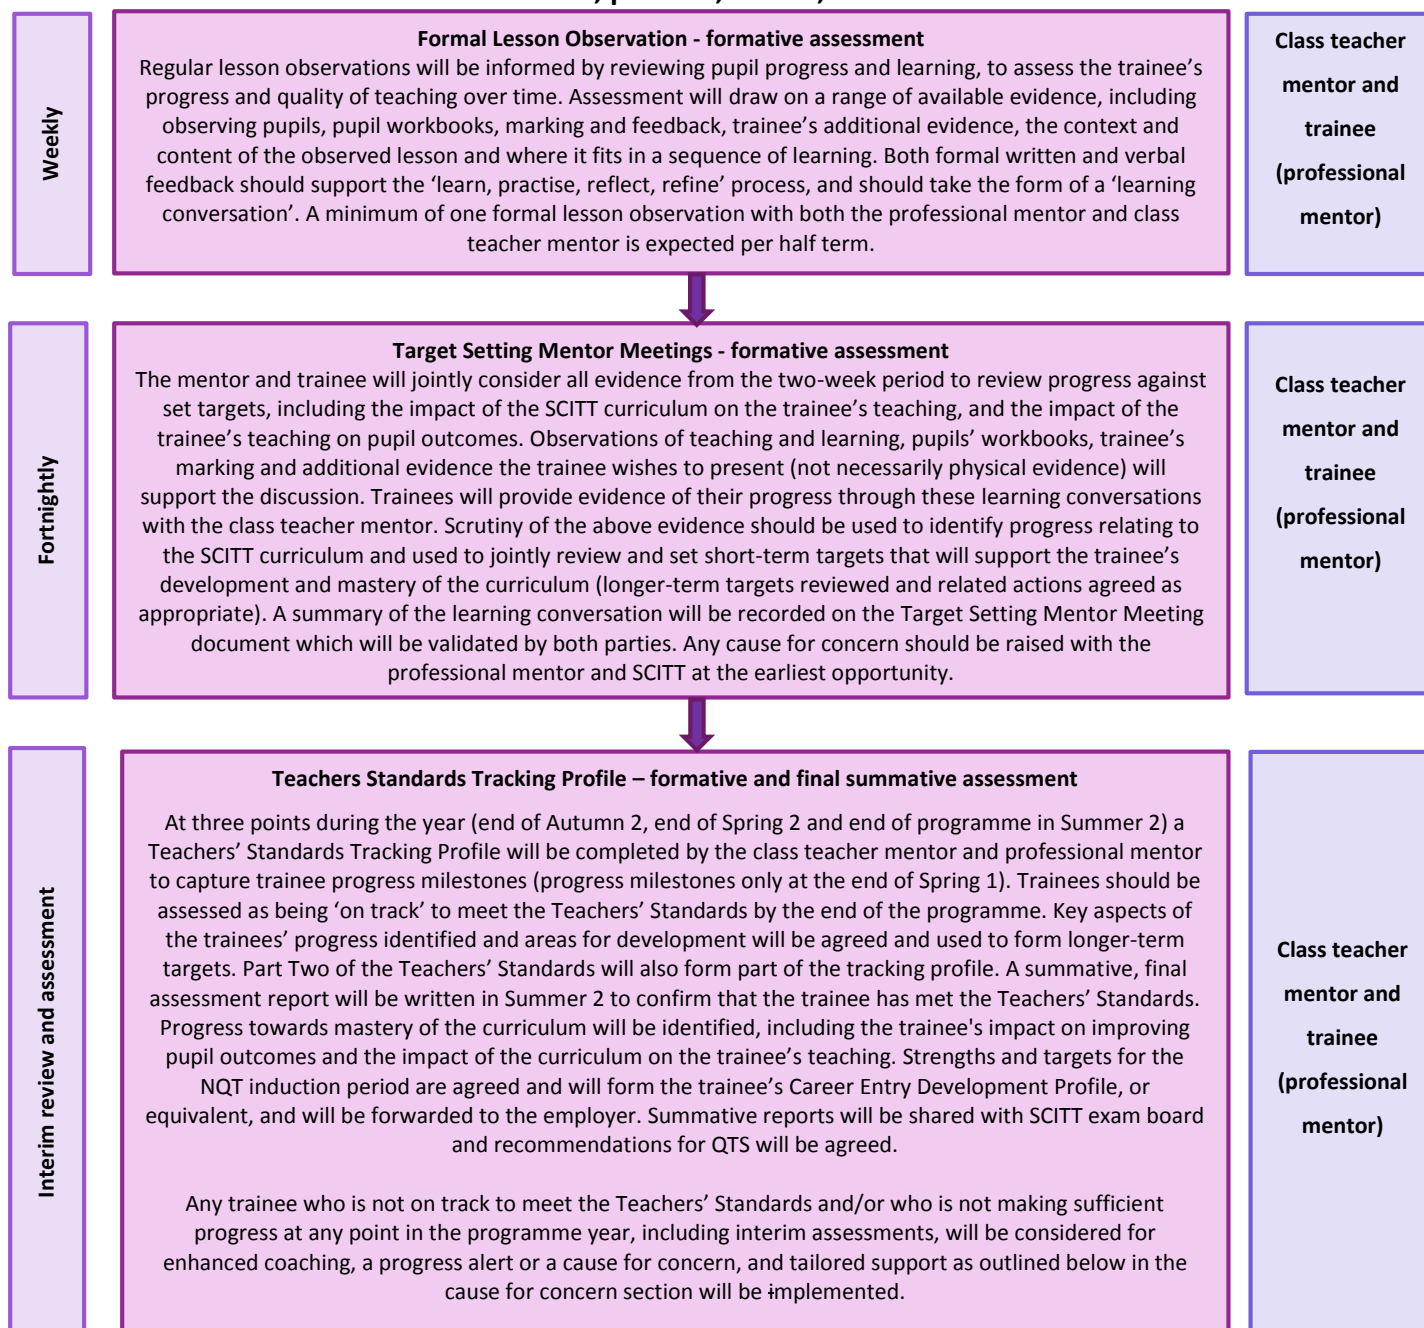 Weekly
Formal Lesson Observation - formative assessment
Regular lesson observations will be informed by reviewing pupil progress and learning, to assess the trainee's
progress and quality of teaching over time. Assessment will draw on a range of available evidence, including
observing pupils, pupil workbooks, marking and feedback, trainee's additional evidence, the context and
content of the observed lesson and where it fits in a sequence of learning. Both formal written and verbal
feedback should support the 'learn, practise, reflect, refine' process, and should take the form of a 'learning
conversation'. A minimum of one formal lesson observation with both the professional mentor and class
teacher mentor is expected per half term.
Class teacher
mentor and
trainee
(professional
mentor)
Fortnightly
Target Setting Mentor Meetings - formative assessment
The mentor and trainee will jointly consider all evidence from the two-week period to review progress against
set targets, including the impact of the SCITT curriculum on the trainee's teaching, and the impact of the
trainee's teaching on pupil outcomes. Observations of teaching and learning, pupils' workbooks, trainee's
marking and additional evidence the trainee wishes to present (not necessarily physical evidence) will
support the discussion. Trainees will provide evidence of their progress through these learning conversations
with the class teacher mentor. Scrutiny of the above evidence should be used to identify progress relating to
the SCITT curriculum and used to jointly review and set short-term targets that will support the trainee's
development and mastery of the curriculum (longer-term targets reviewed and related actions agreed as
appropriate). A summary of the learning conversation will be recorded on the Target Setting Mentor Meeting
document which will be validated by both parties. Any cause for concern should be raised with the
professional mentor and SCITT at the earliest opportunity.
Class teacher
mentor and
trainee
(professional
mentor)
Interim review and assessment
Teachers Standards Tracking Profile – formative and final summative assessment
At three points during the year (end of Autumn 2, end of Spring 2 and end of programme in Summer 2) a
Teachers' Standards Tracking Profile will be completed by the class teacher mentor and professional mentor
to capture trainee progress milestones (progress milestones only at the end of Spring 1). Trainees should be
assessed as being 'on track' to meet the Teachers' Standards by the end of the programme. Key aspects of
the trainees' progress identified and areas for development will be agreed and used to form longer-term
targets. Part Two of the Teachers' Standards will also form part of the tracking profile. A summative, final
assessment report will be written in Summer 2 to confirm that the trainee has met the Teachers' Standards.
Progress towards mastery of the curriculum will be identified, including the trainee's impact on improving
pupil outcomes and the impact of the curriculum on the trainee's teaching. Strengths and targets for the
NQT induction period are agreed and will form the trainee's Career Entry Development Profile, or
equivalent, and will be forwarded to the employer. Summative reports will be shared with SCITT exam board
and recommendations for QTS will be agreed.
Any trainee who is not on track to meet the Teachers' Standards and/or who is not making sufficient
progress at any point in the programme year, including interim assessments, will be considered for
enhanced coaching, a progress alert or a cause for concern, and tailored support as outlined below in the
cause for concern section will be implemented.
Class teacher
mentor and
trainee
(professional
mentor)